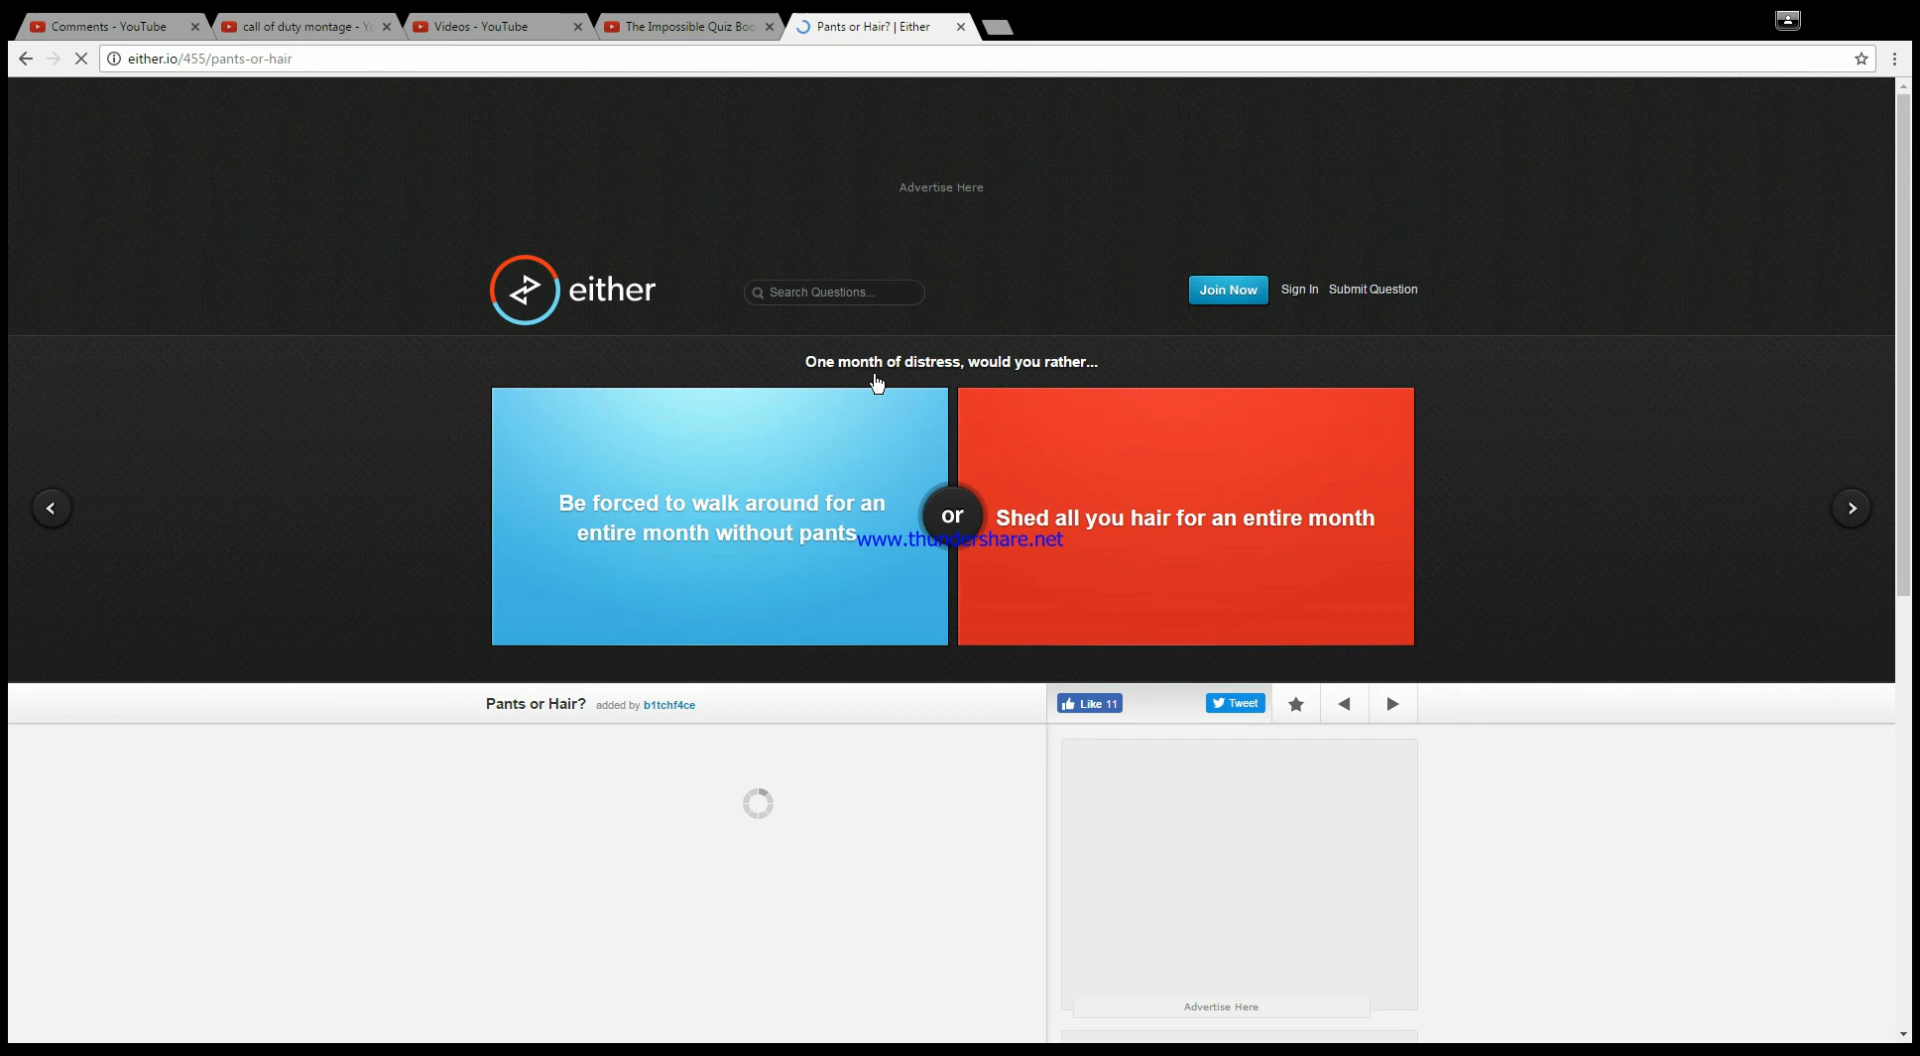 Comments - YouTube
call of duty montage - Yo
Videos - YouTube
The Impossible Quiz Boo
Pants or Hair? | Either
either.io/455/pants-or-hair
Advertise Here
either
Search Questions...
Join Now
Sign In
Submit Question
One month of distress, would you rather...
Be forced to walk around for an
entire month without pants
or
Shed all you hair for an entire month
www.thundershare.net
Pants or Hair?
added by b1tchf4ce
Like 11
Tweet
Advertise Here